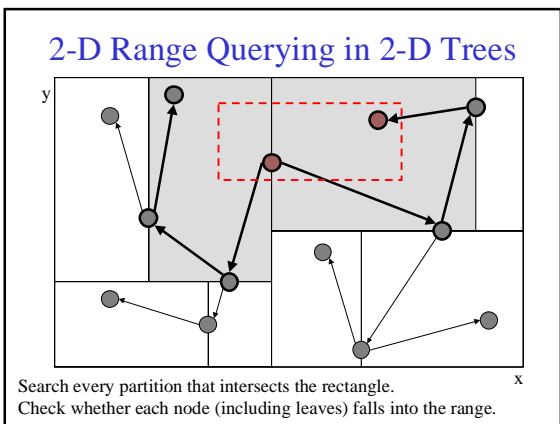 2-D Range Querying in 2-D Trees
y
x
Search every partition that intersects the rectangle.
Check whether each node (including leaves) falls into the range.